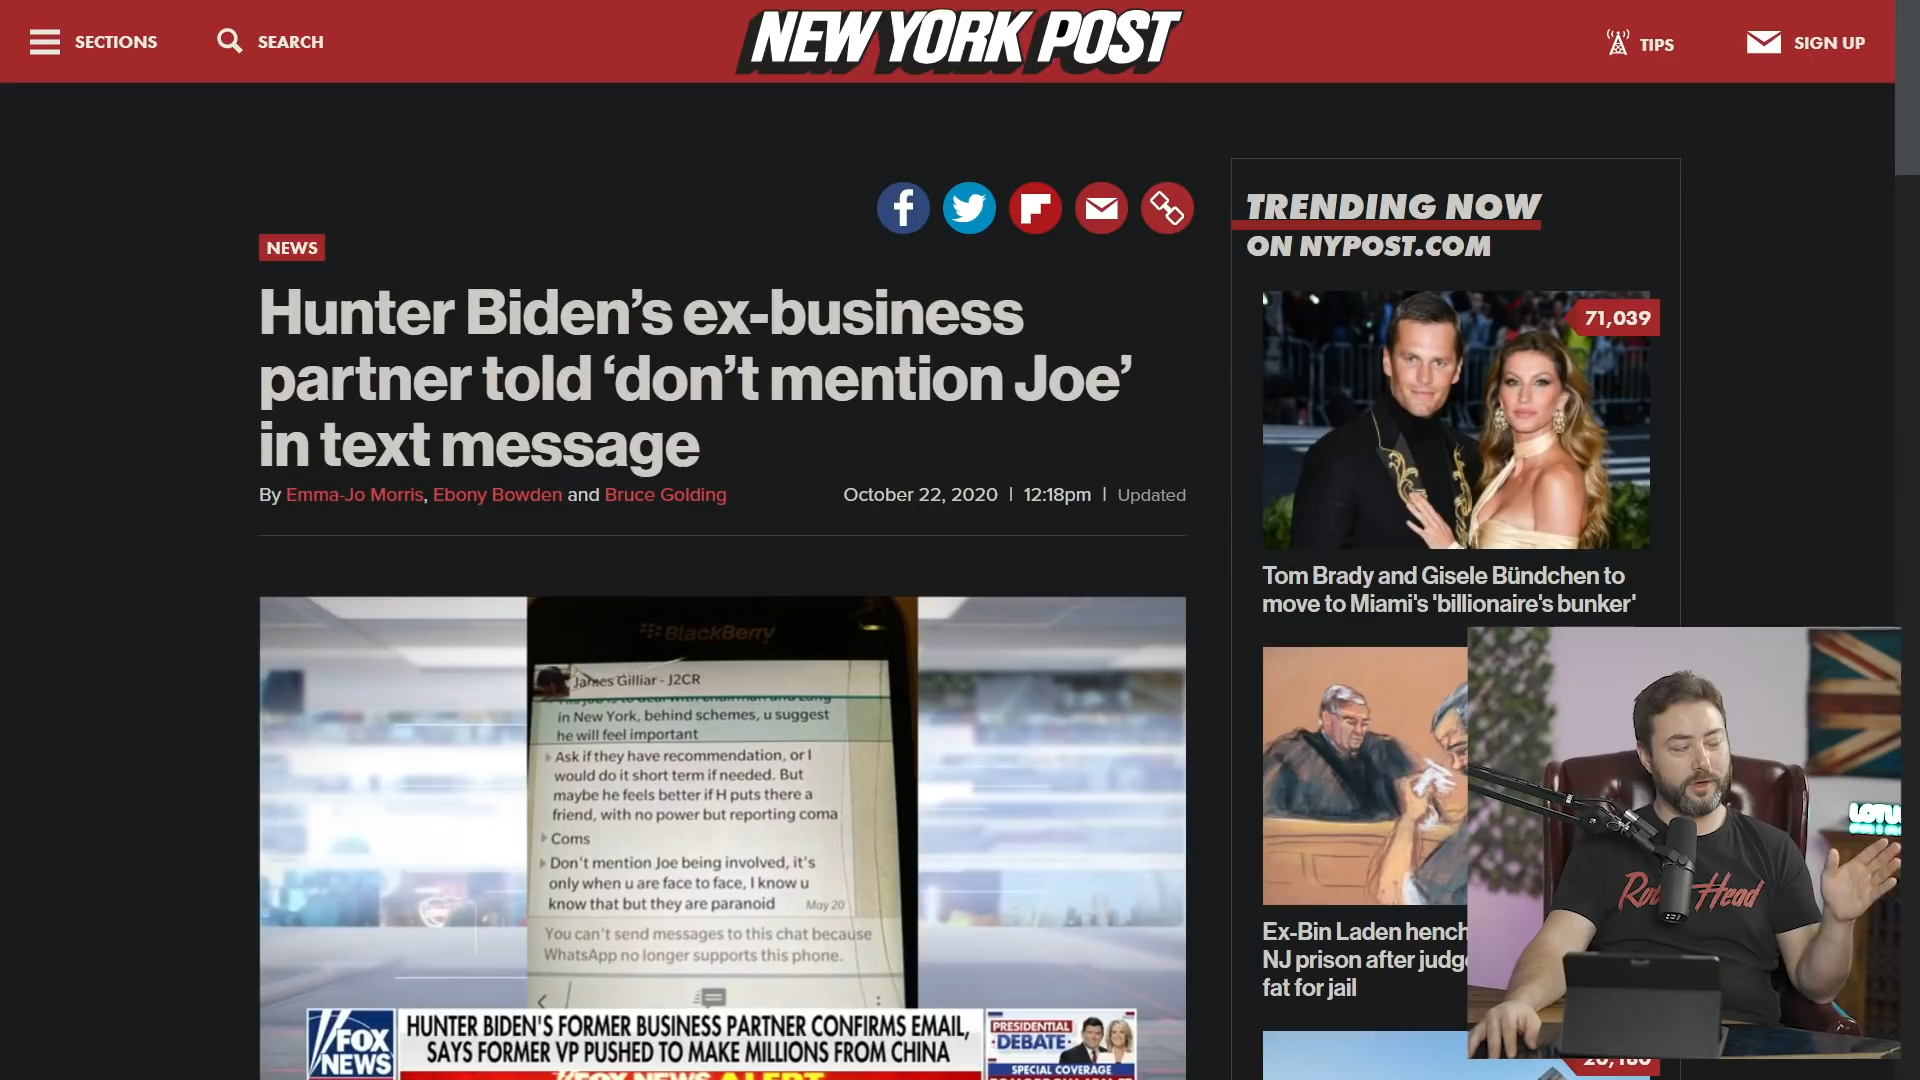 SECTIONS
SEARCH
NEW YORK POST
TIPS
SIGN UP
NEWS
Hunter Biden’s ex-business
partner told ‘don’t mention Joe’
in text message
By Emma-Jo Morris, Ebony Bowden and Bruce Golding
October 22, 2020 | 12:18pm | Updated
BlackBerry
James Gilliar - J2CR
in New York, behind schemes, u suggest
he will feel important
Ask if they have recommendation, or I
would do it short term if needed. But
maybe he feels better if H puts there a
friend, with no power but reporting coma
Coms
Don't mention Joe being involved, it's
only when u are face to face, I know u
know that but they are paranoid
May 20
You can't send messages to this chat because
WhatsApp no longer supports this phone.
FOX
NEWS
HUNTER BIDEN'S FORMER BUSINESS PARTNER CONFIRMS EMAIL,
SAYS FORMER VP PUSHED TO MAKE MILLIONS FROM CHINA
FOX NEWS ALERT
PRESIDENTIAL
DEBATE
SPECIAL COVERAGE
TRENDING NOW
ON NYPOST.COM
71,039
Tom Brady and Gisele Bündchen to
move to Miami's 'billionaire's bunker'
Ex-Bin Laden hench
NJ prison after judg
fat for jail
Head